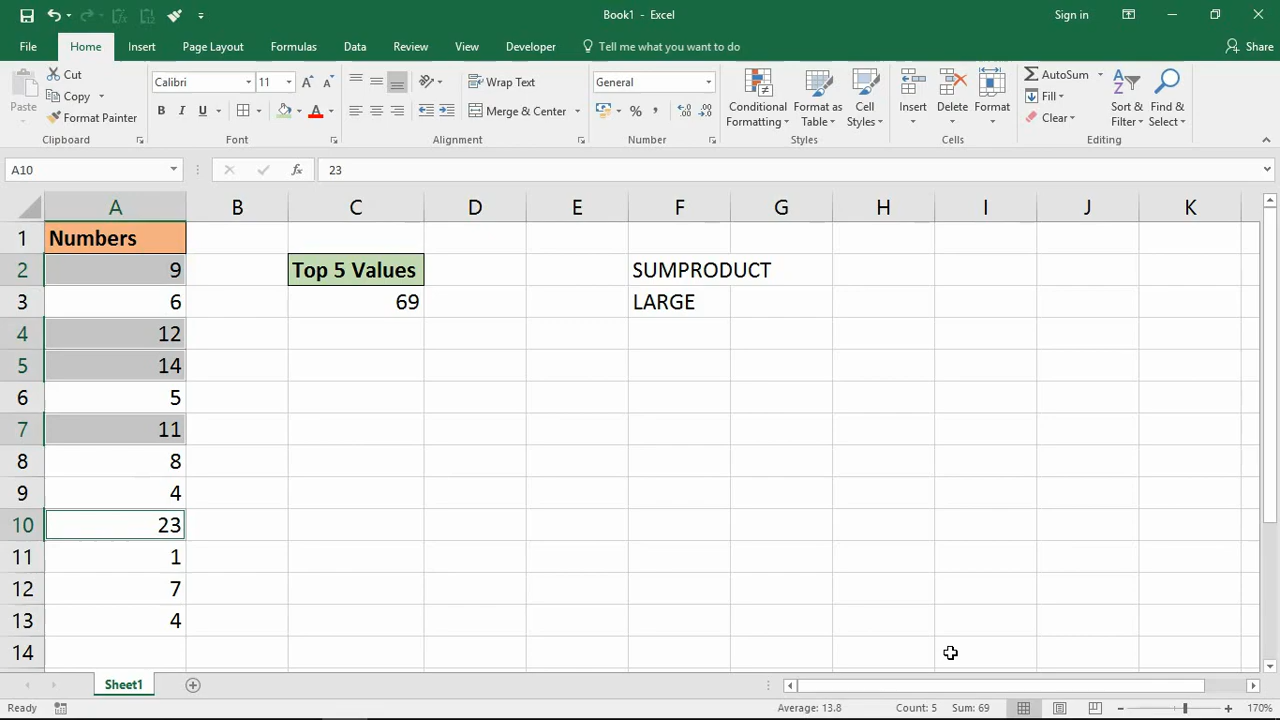 Book1 - Excel
Sign in
File Home Insert Page Layout Formulas Data Review View Developer Tell me what you want to do Share
Paste
Cut
Copy
Format Painter
Clipboard
Calibri 11
B I U
Font
Wrap Text
Merge & Center
Alignment
General
Number
Conditional Formatting
Format as Table
Cell Styles
Styles
Insert
Delete
Format
Cells
AutoSum
Fill
Clear
Sort & Filter
Find & Select
Editing
A10 fx 23
A B C D E F G H I J K
1 Numbers
2 9 Top 5 Values SUMPRODUCT
3 6 69 LARGE
4 12
5 14
6 5
7 11
8 8
9 4
10 23
11 1
12 7
13 4
14
Sheet1
Ready Average: 13.8 Count: 5 Sum: 69 170%